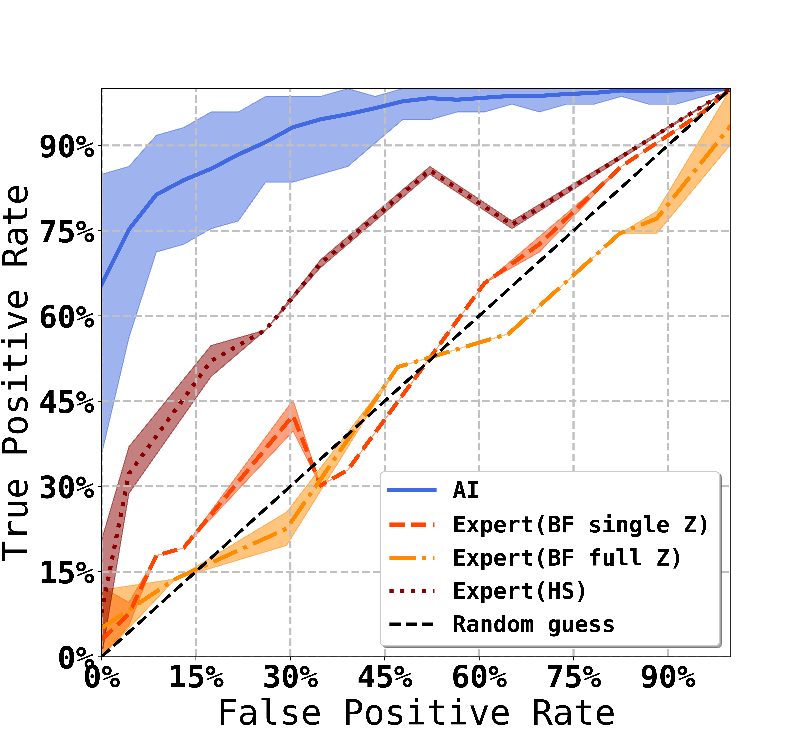 True Positive Rate
90%
75%
60%
45%
30%
15%
0%
0% 15% 30% 45% 60% 75% 90%
False Positive Rate
AI
Expert(BF single Z)
Expert(BF full Z)
Expert(HS)
Random guess